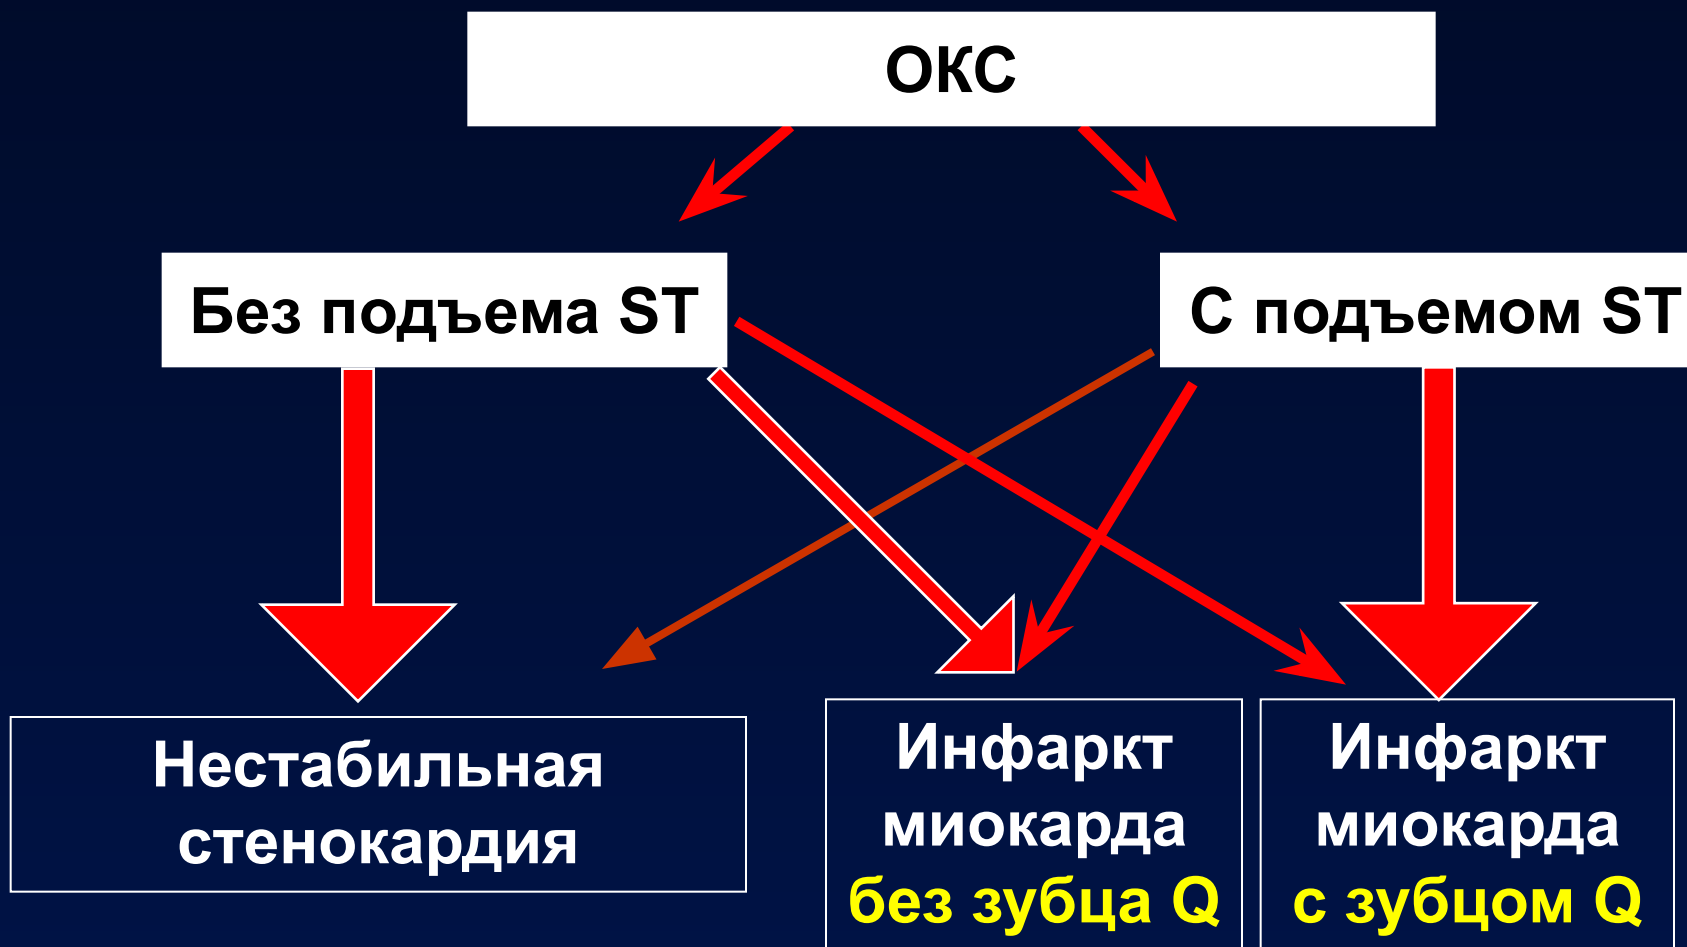 ОКС
Без подъема ST
С подъемом ST
Нестабильная
стенокардия
Инфаркт
миокарда
без зубца Q
Инфаркт
миокарда
с зубцом Q